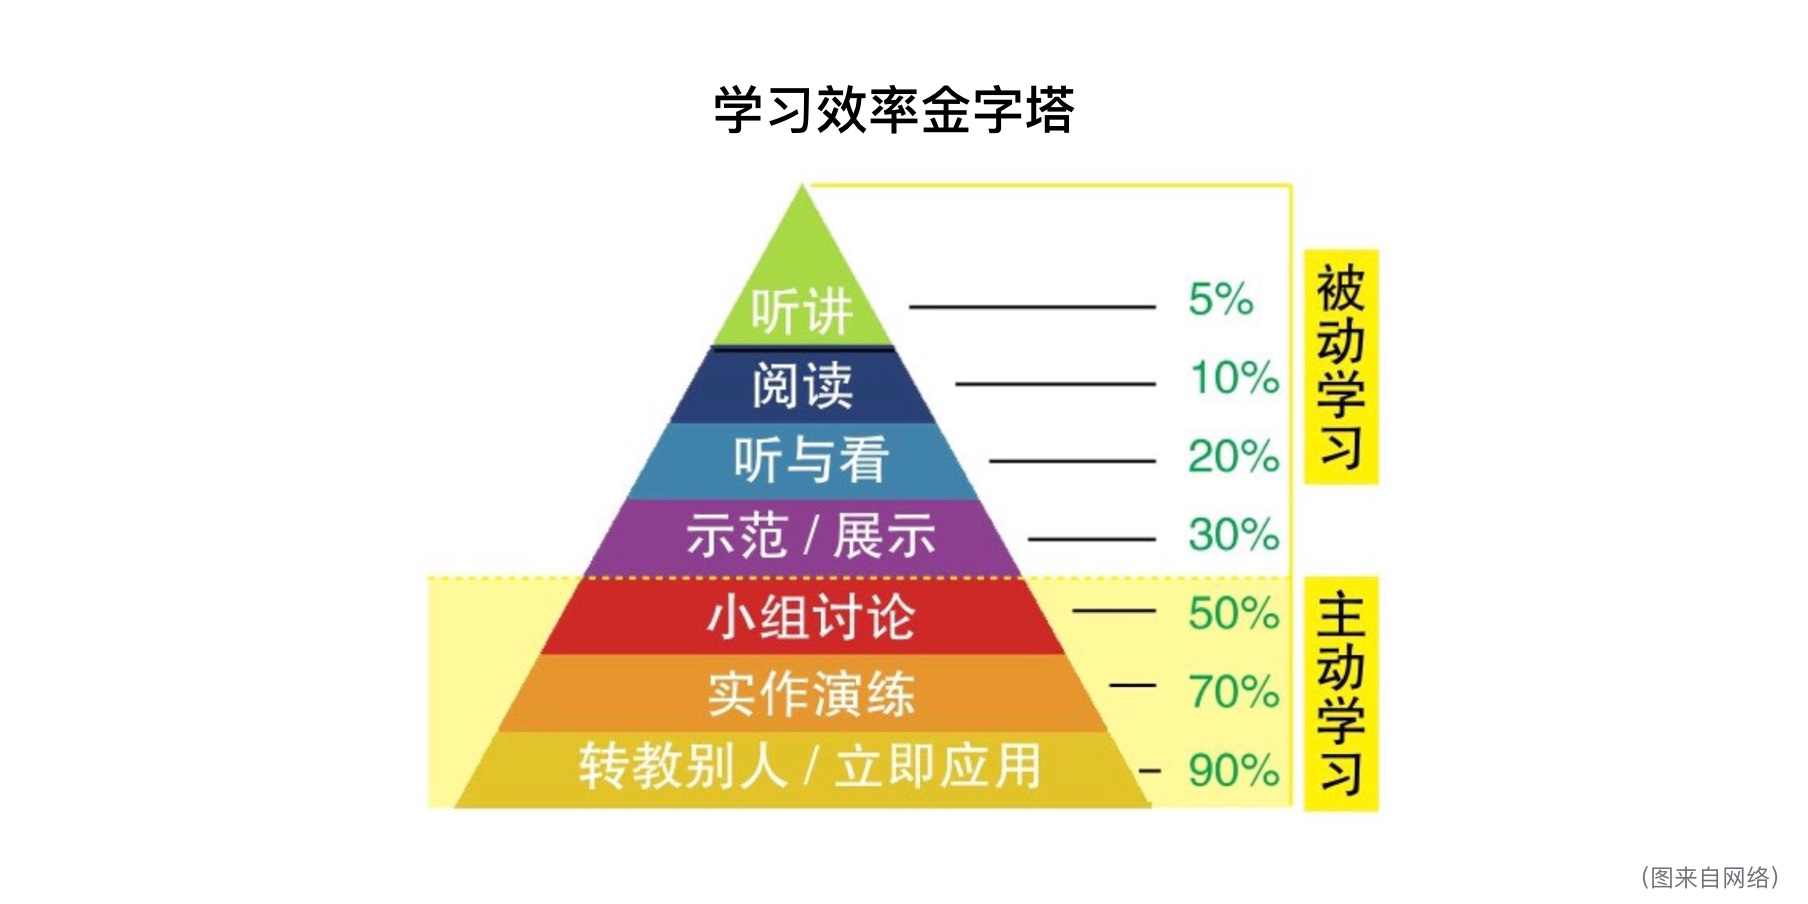 学习效率金字塔
听讲 5%
阅读 10%
听与看 20%
示范 / 展示 30%
被动学习
小组讨论 50%
实作演练 70%
转教别人 / 立即应用 90%
主动学习
（图来自网络）